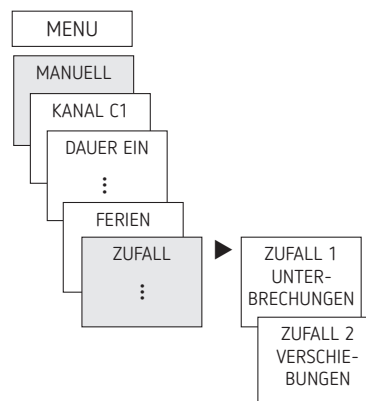 MENU
MANUELL
KANAL C1
DAUER EIN
FERIEN
ZUFALL
ZUFALL 1
UNTER-
BRECHUNGEN
ZUFALL 2
VERSCHIE-
BUNGEN